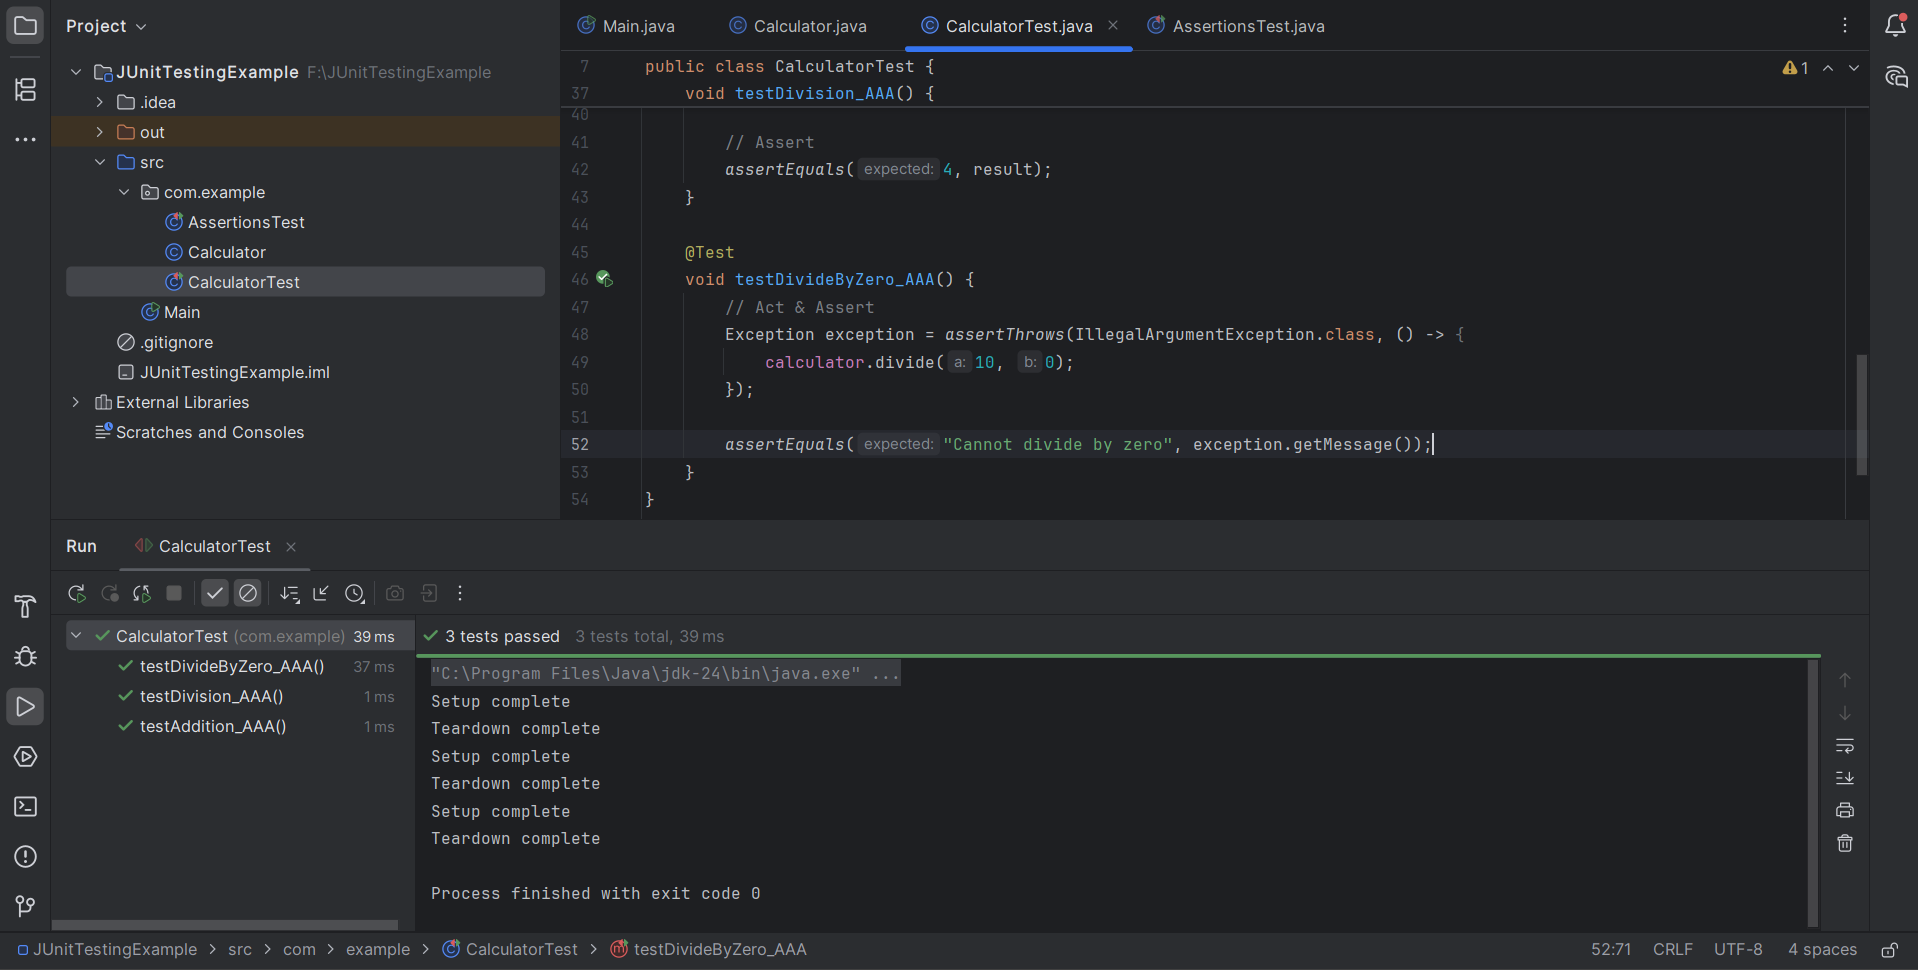 Project
Main.java
Calculator.java
CalculatorTest.java
AssertionsTest.java
JUnitTestingExample F:\JUnitTestingExample
.idea
out
src
com.example
AssertionsTest
Calculator
CalculatorTest
Main
.gitignore
JUnitTestingExample.iml
External Libraries
Scratches and Consoles
7 public class CalculatorTest {
1
37 void testDivision_AAA() {
40
41 // Assert
42 assertEquals( expected: 4, result);
43 }
44
45 @Test
46 void testDivideByZero_AAA() {
47 // Act & Assert
48 Exception exception = assertThrows(IllegalArgumentException.class, () -> {
49 calculator.divide( a: 10, b: 0);
50 });
51
52 assertEquals( expected: "Cannot divide by zero", exception.getMessage());
53 }
54 }
Run CalculatorTest
CalculatorTest (com.example) 39 ms
testDivideByZero_AAA() 37 ms
testDivision_AAA() 1 ms
testAddition_AAA() 1 ms
3 tests passed 3 tests total, 39 ms
"C:\Program Files\Java\jdk-24\bin\java.exe" ...
Setup complete
Teardown complete
Setup complete
Teardown complete
Setup complete
Teardown complete
Process finished with exit code 0
JUnitTestingExample > src > com > example > CalculatorTest > testDivideByZero_AAA
52:71 CRLF UTF-8 4 spaces